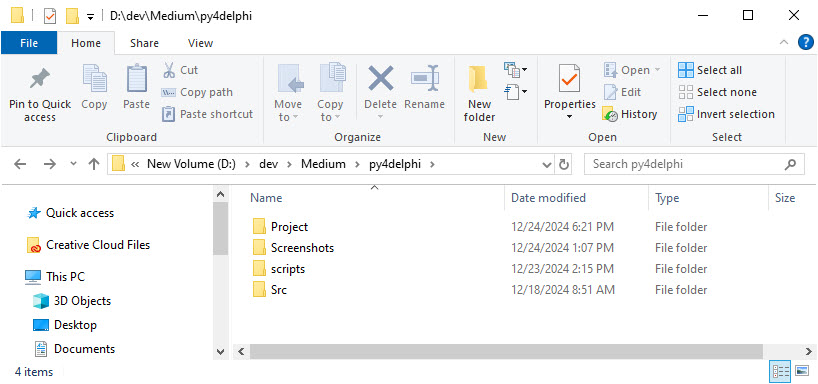 D:\dev\Medium\py4delphi
File Home Share View
Pin to Quick access
Copy
Paste
Cut
Copy path
Paste shortcut
Clipboard
Move to
Copy to
Delete
Rename
Organize
New folder
New
Properties
Open
Edit
History
Open
Select all
Select none
Invert selection
Select
« New Volume (D:) > dev > Medium > py4delphi >
Search py4delphi
Quick access
Creative Cloud Files
This PC
3D Objects
Desktop
Documents
Name Date modified Type Size
Project 12/24/2024 6:21 PM File folder
Screenshots 12/24/2024 1:07 PM File folder
scripts 12/23/2024 2:15 PM File folder
Src 12/18/2024 8:51 AM File folder
4 items